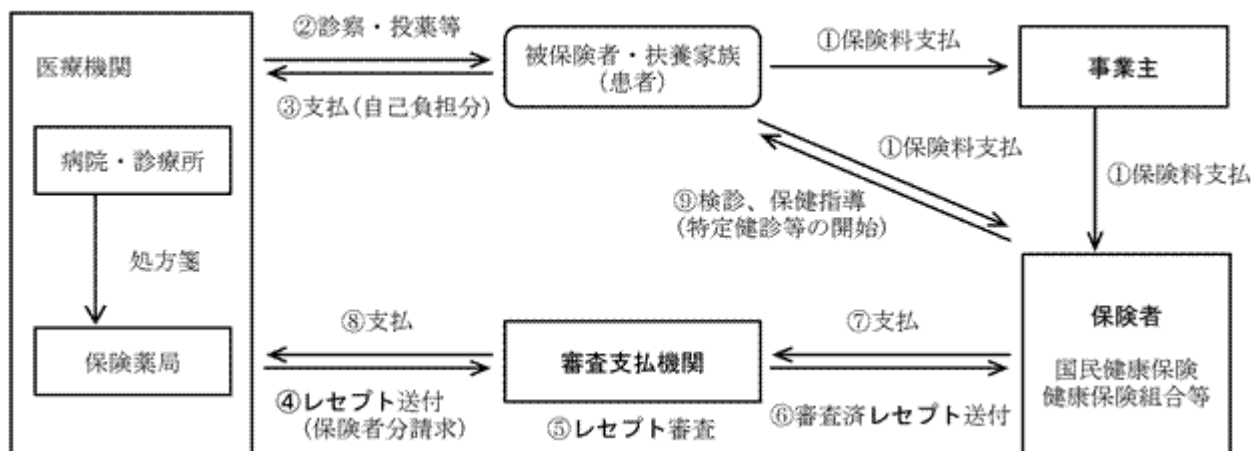 医療機関
病院・診療所
処方箋
保険薬局
②診察・投薬等
③支払(自己負担分)
被保険者・扶養家族
(患者)
①保険料支払
事業主
①保険料支払
①保険料支払
⑨検診、保健指導
(特定健診等の開始)
⑧支払
④レセプト送付
(保険者分請求)
審査支払機関
⑤レセプト審査
⑦支払
⑥審査済レセプト送付
保険者
国民健康保険
健康保険組合等